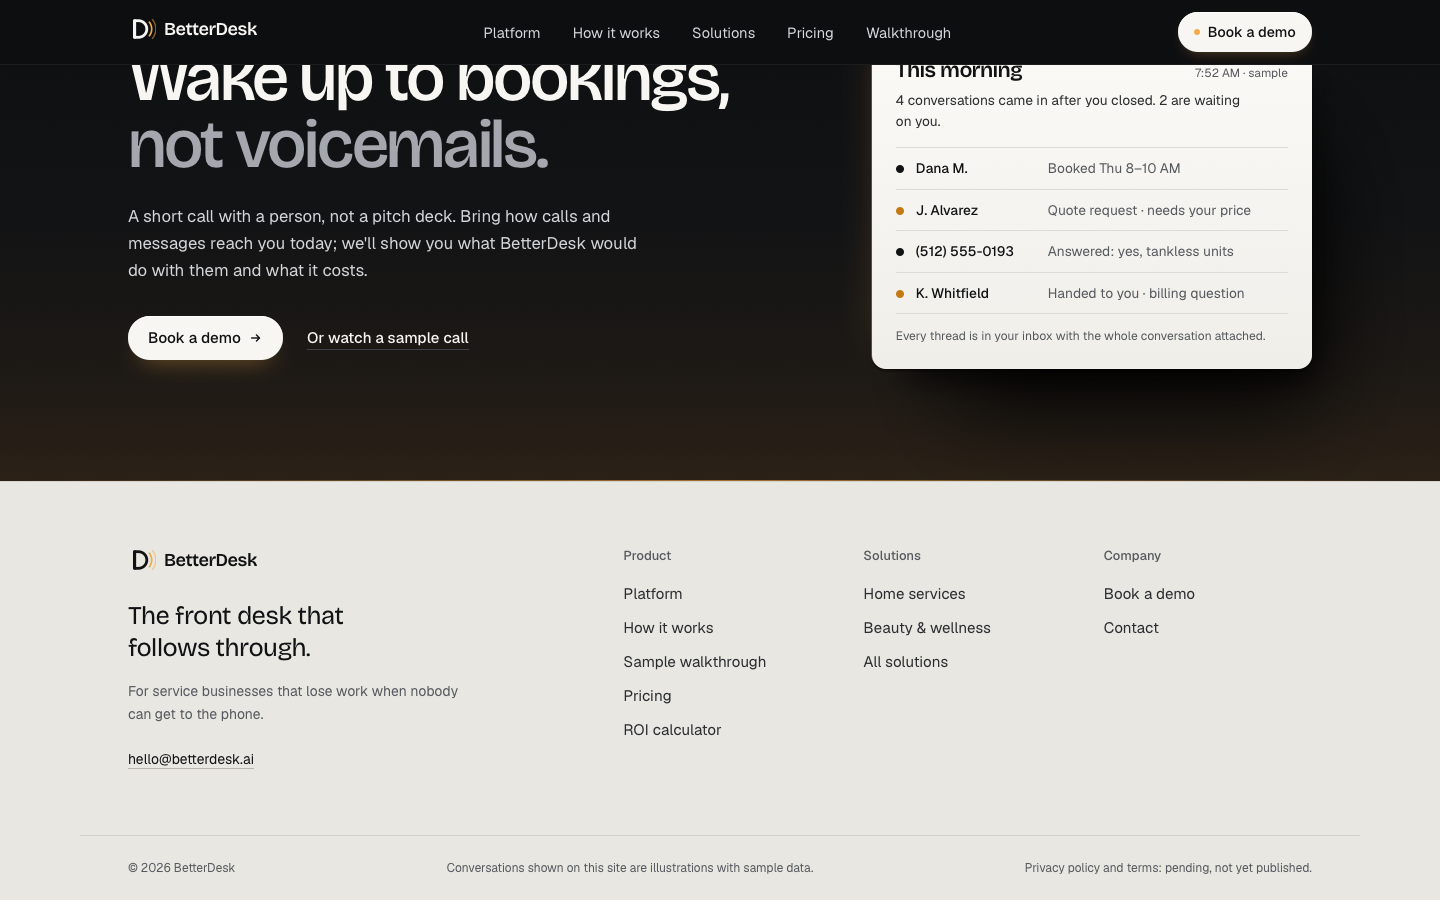 BetterDesk
Platform
How it works
Solutions
Pricing
Walkthrough
Book a demo
Wake up to bookings,
not voicemails.
A short call with a person, not a pitch deck. Bring how calls and
messages reach you today; we'll show you what BetterDesk would
do with them and what it costs.
Book a demo →
Or watch a sample call
This morning
7:52 AM · sample
4 conversations came in after you closed. 2 are waiting
on you.
Dana M. Booked Thu 8–10 AM
J. Alvarez Quote request · needs your price
(512) 555-0193 Answered: yes, tankless units
K. Whitfield Handed to you · billing question
Every thread is in your inbox with the whole conversation attached.
BetterDesk
The front desk that
follows through.
For service businesses that lose work when nobody
can get to the phone.
hello@betterdesk.ai
Product
Platform
How it works
Sample walkthrough
Pricing
ROI calculator
Solutions
Home services
Beauty & wellness
All solutions
Company
Book a demo
Contact
© 2026 BetterDesk
Conversations shown on this site are illustrations with sample data.
Privacy policy and terms: pending, not yet published.